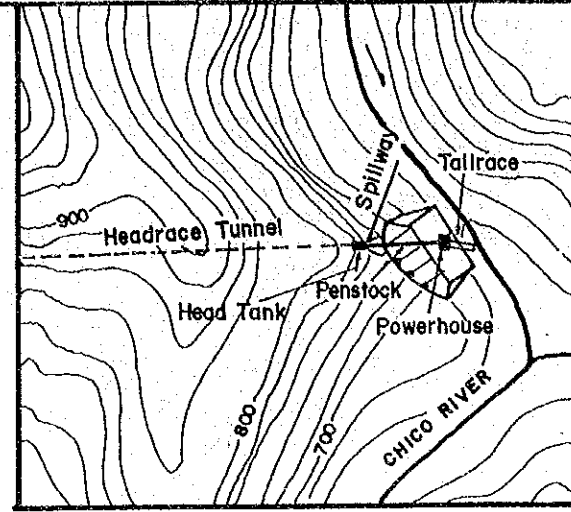 Spillway
Tailrace
900
Headrace Tunnel
Head Tank
Penstock
Powerhouse
800
700
CHICO RIVER